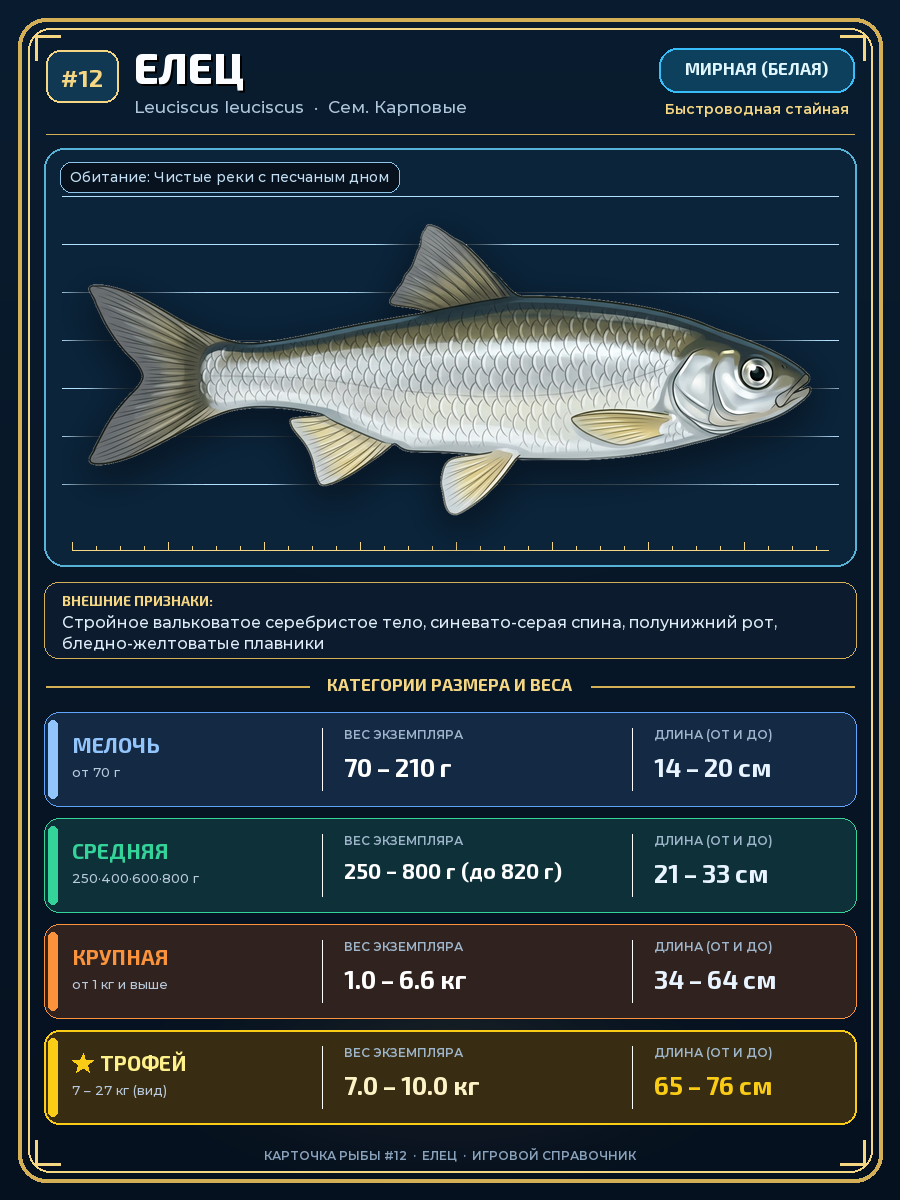 #12
ЕЛЕЦ
Leuciscus leuciscus · Сем. Карповые
МИРНАЯ (БЕЛАЯ)
Быстроводная стайная
Обитание: Чистые реки с песчаным дном
ВНЕШНИЕ ПРИЗНАКИ:
Стройное вальковатое серебристое тело, синевато-серая спина, полунижний рот,
бледно-желтоватые плавники
КАТЕГОРИИ РАЗМЕРА И ВЕСА
МЕЛОЧЬ
от 70 г
ВЕС ЭКЗЕМПЛЯРА
70 – 210 г
ДЛИНА (ОТ И ДО)
14 – 20 см
СРЕДНЯЯ
250·400·600·800 г
ВЕС ЭКЗЕМПЛЯРА
250 – 800 г (до 820 г)
ДЛИНА (ОТ И ДО)
21 – 33 см
КРУПНАЯ
от 1 кг и выше
ВЕС ЭКЗЕМПЛЯРА
1.0 – 6.6 кг
ДЛИНА (ОТ И ДО)
34 – 64 см
★ ТРОФЕЙ
7 – 27 кг (вид)
ВЕС ЭКЗЕМПЛЯРА
7.0 – 10.0 кг
ДЛИНА (ОТ И ДО)
65 – 76 см
КАРТОЧКА РЫБЫ #12 · ЕЛЕЦ · ИГРОВОЙ СПРАВОЧНИК